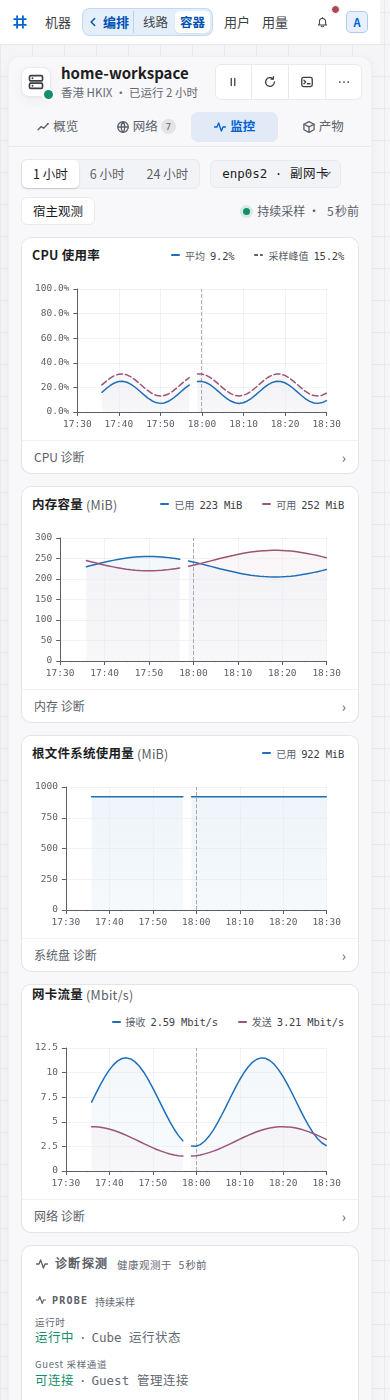 机器 编排 线路 容器 用户 用量 A
home-workspace
香港 HKIX • 已运行 2 小时
概览 网络 7 监控 产物
1 小时 6 小时 24 小时 enp0s2 · 副网卡
宿主观测 持续采样 • 5秒前
CPU 使用率 平均 9.2% 采样峰值 15.2%
100.0%
80.0%
60.0%
40.0%
20.0%
0.0%
17:30 17:40 17:50 18:00 18:10 18:20 18:30
CPU 诊断 ›
内存容量 (MiB) 已用 223 MiB 可用 252 MiB
300
250
200
150
100
50
0
17:30 17:40 17:50 18:00 18:10 18:20 18:30
内存 诊断 ›
根文件系统使用量 (MiB) 已用 922 MiB
1000
750
500
250
0
17:30 17:40 17:50 18:00 18:10 18:20 18:30
系统盘 诊断 ›
网卡流量 (Mbit/s)
接收 2.59 Mbit/s 发送 3.21 Mbit/s
12.5
10
7.5
5
2.5
0
17:30 17:40 17:50 18:00 18:10 18:20 18:30
网络 诊断 ›
诊断探测 健康观测于 5秒前
PROBE 持续采样
运行时
运行中 · Cube 运行状态
Guest 采样通道
可连接 · Guest 管理连接